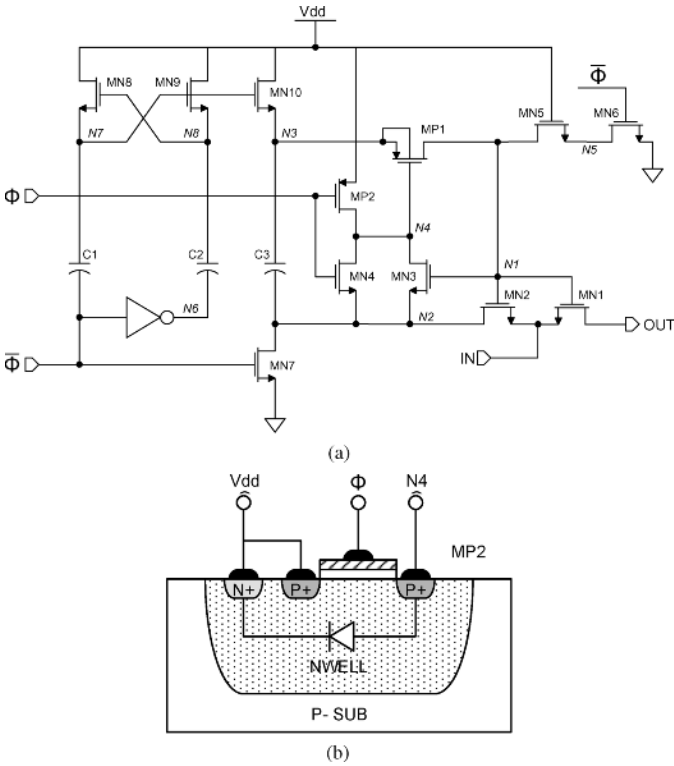 Vdd
MN8
MN9
MN10
Φ̅
MP1
MN5
MN6
N7
N8
N3
N5
Φ
MP2
N4
C1
C2
C3
MN4
MN3
N1
MN2
MN1
N6
N2
OUT
IN
Φ̅
MN7
(a)
Vdd
Φ
N4
MP2
N+
P+
P+
NWELL
P- SUB
(b)